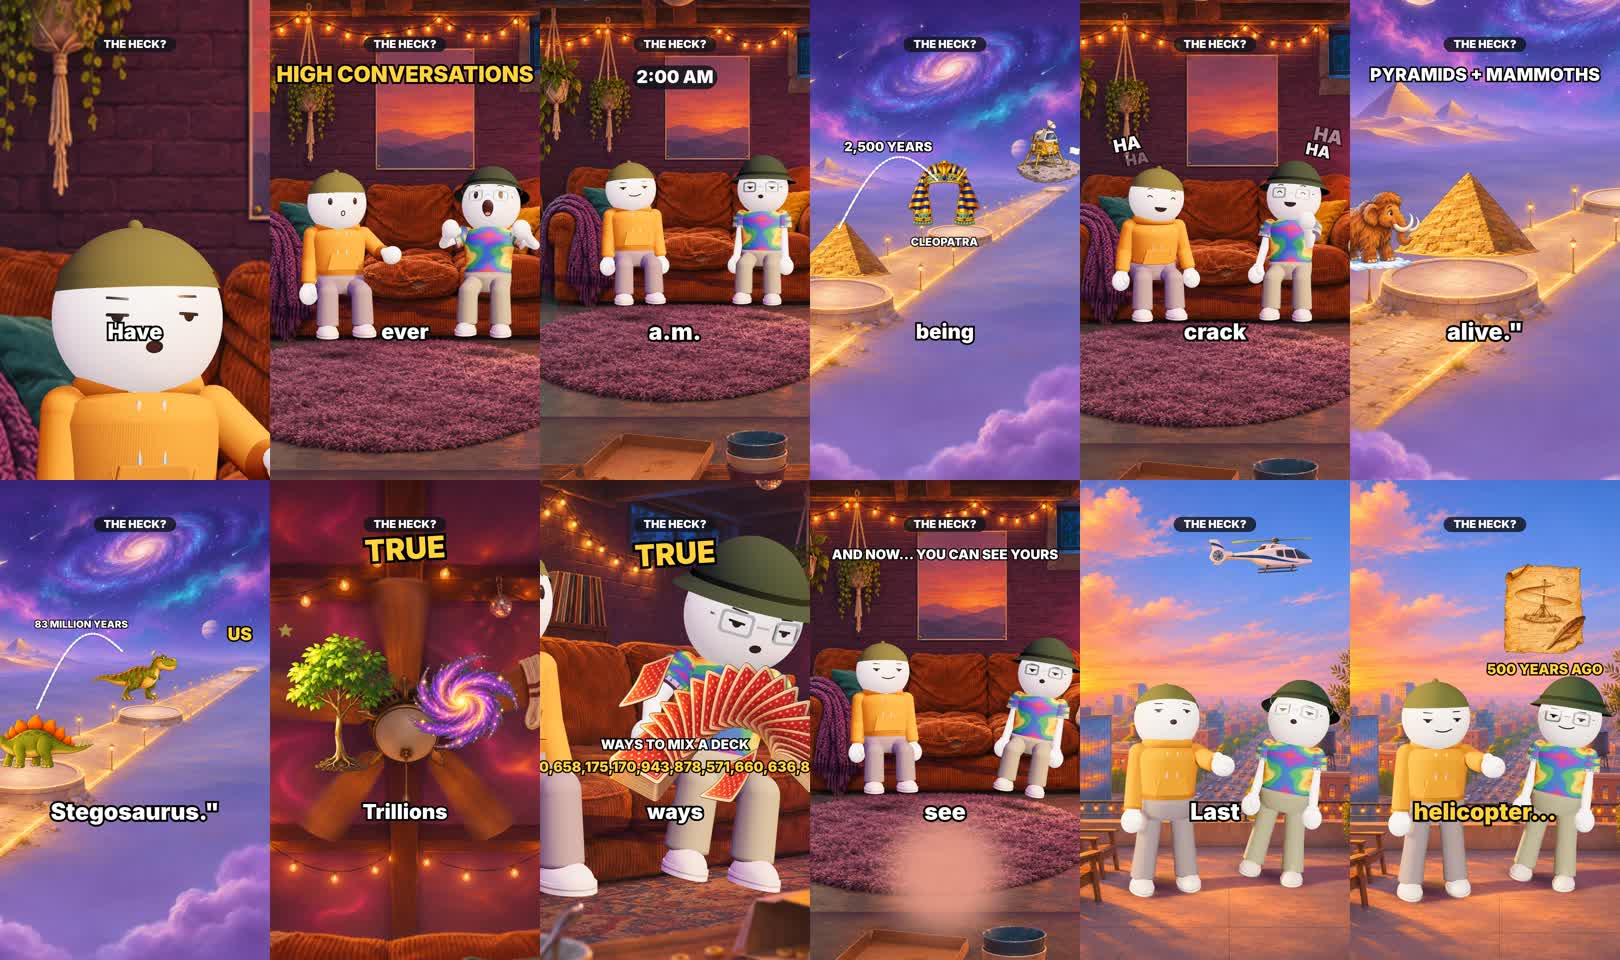 THE HECK?
Have
THE HECK?
HIGH CONVERSATIONS
ever
THE HECK?
2:00 AM
a.m.
THE HECK?
2,500 YEARS
CLEOPATRA
being
THE HECK?
HA
HA
HA
HA
crack
THE HECK?
PYRAMIDS + MAMMOTHS
alive."
THE HECK?
83 MILLION YEARS
US
Stegosaurus."
THE HECK?
TRUE
Trillions
THE HECK?
TRUE
WAYS TO MIX A DECK
0,658,175,170,943,878,571,660,636,8
ways
THE HECK?
AND NOW... YOU CAN SEE YOURS
see
THE HECK?
Last
THE HECK?
500 YEARS AGO
helicopter...